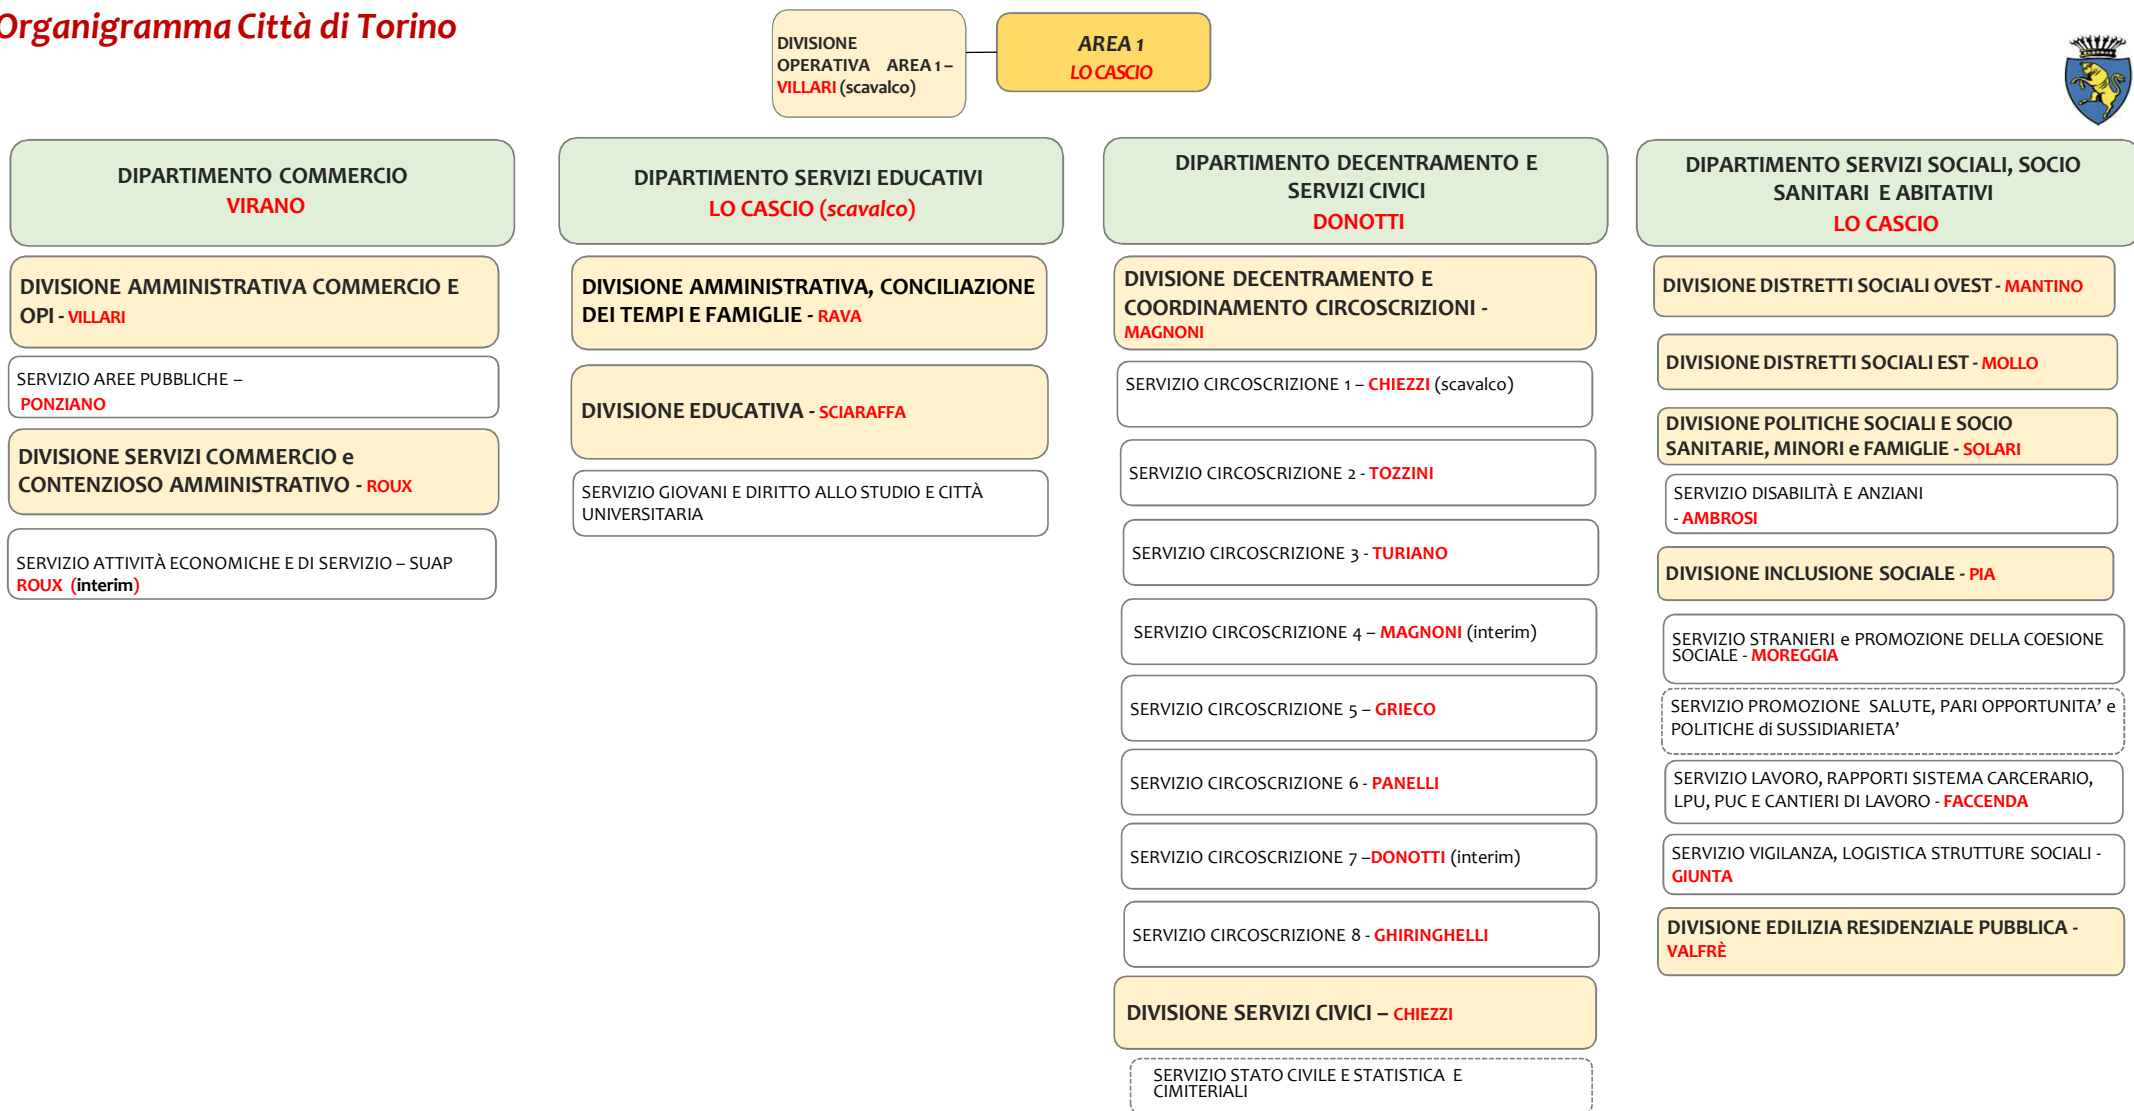 Organigramma Città di Torino
DIVISIONE
OPERATIVA AREA 1 –
VILLARI (scavalco)
AREA 1
LO CASCIO
DIPARTIMENTO COMMERCIO
VIRANO
DIVISIONE AMMINISTRATIVA COMMERCIO E
OPI - VILLARI
SERVIZIO AREE PUBBLICHE –
PONZIANO
DIVISIONE SERVIZI COMMERCIO e
CONTENZIOSO AMMINISTRATIVO - ROUX
SERVIZIO ATTIVITÀ ECONOMICHE E DI SERVIZIO – SUAP
ROUX (interim)
DIPARTIMENTO SERVIZI EDUCATIVI
LO CASCIO (scavalco)
DIVISIONE AMMINISTRATIVA, CONCILIAZIONE
DEI TEMPI E FAMIGLIE - RAVA
DIVISIONE EDUCATIVA - SCIARAFFA
SERVIZIO GIOVANI E DIRITTO ALLO STUDIO E CITTÀ
UNIVERSITARIA
DIPARTIMENTO DECENTRAMENTO E
SERVIZI CIVICI
DONOTTI
DIVISIONE DECENTRAMENTO E
COORDINAMENTO CIRCOSCRIZIONI -
MAGNONI
SERVIZIO CIRCOSCRIZIONE 1 – CHIEZZI (scavalco)
SERVIZIO CIRCOSCRIZIONE 2 - TOZZINI
SERVIZIO CIRCOSCRIZIONE 3 - TURIANO
SERVIZIO CIRCOSCRIZIONE 4 – MAGNONI (interim)
SERVIZIO CIRCOSCRIZIONE 5 – GRIECO
SERVIZIO CIRCOSCRIZIONE 6 - PANELLI
SERVIZIO CIRCOSCRIZIONE 7 –DONOTTI (interim)
SERVIZIO CIRCOSCRIZIONE 8 - GHIRINGHELLI
DIVISIONE SERVIZI CIVICI – CHIEZZI
SERVIZIO STATO CIVILE E STATISTICA E
CIMITERIALI
DIPARTIMENTO SERVIZI SOCIALI, SOCIO
SANITARI E ABITATIVI
LO CASCIO
DIVISIONE DISTRETTI SOCIALI OVEST - MANTINO
DIVISIONE DISTRETTI SOCIALI EST - MOLLO
DIVISIONE POLITICHE SOCIALI E SOCIO
SANITARIE, MINORI e FAMIGLIE - SOLARI
SERVIZIO DISABILITÀ E ANZIANI
- AMBROSI
DIVISIONE INCLUSIONE SOCIALE - PIA
SERVIZIO STRANIERI e PROMOZIONE DELLA COESIONE
SOCIALE - MOREGGIA
SERVIZIO PROMOZIONE SALUTE, PARI OPPORTUNITA’ e
POLITICHE di SUSSIDIARIETA’
SERVIZIO LAVORO, RAPPORTI SISTEMA CARCERARIO,
LPU, PUC E CANTIERI DI LAVORO - FACCENDA
SERVIZIO VIGILANZA, LOGISTICA STRUTTURE SOCIALI -
GIUNTA
DIVISIONE EDILIZIA RESIDENZIALE PUBBLICA -
VALFRÈ